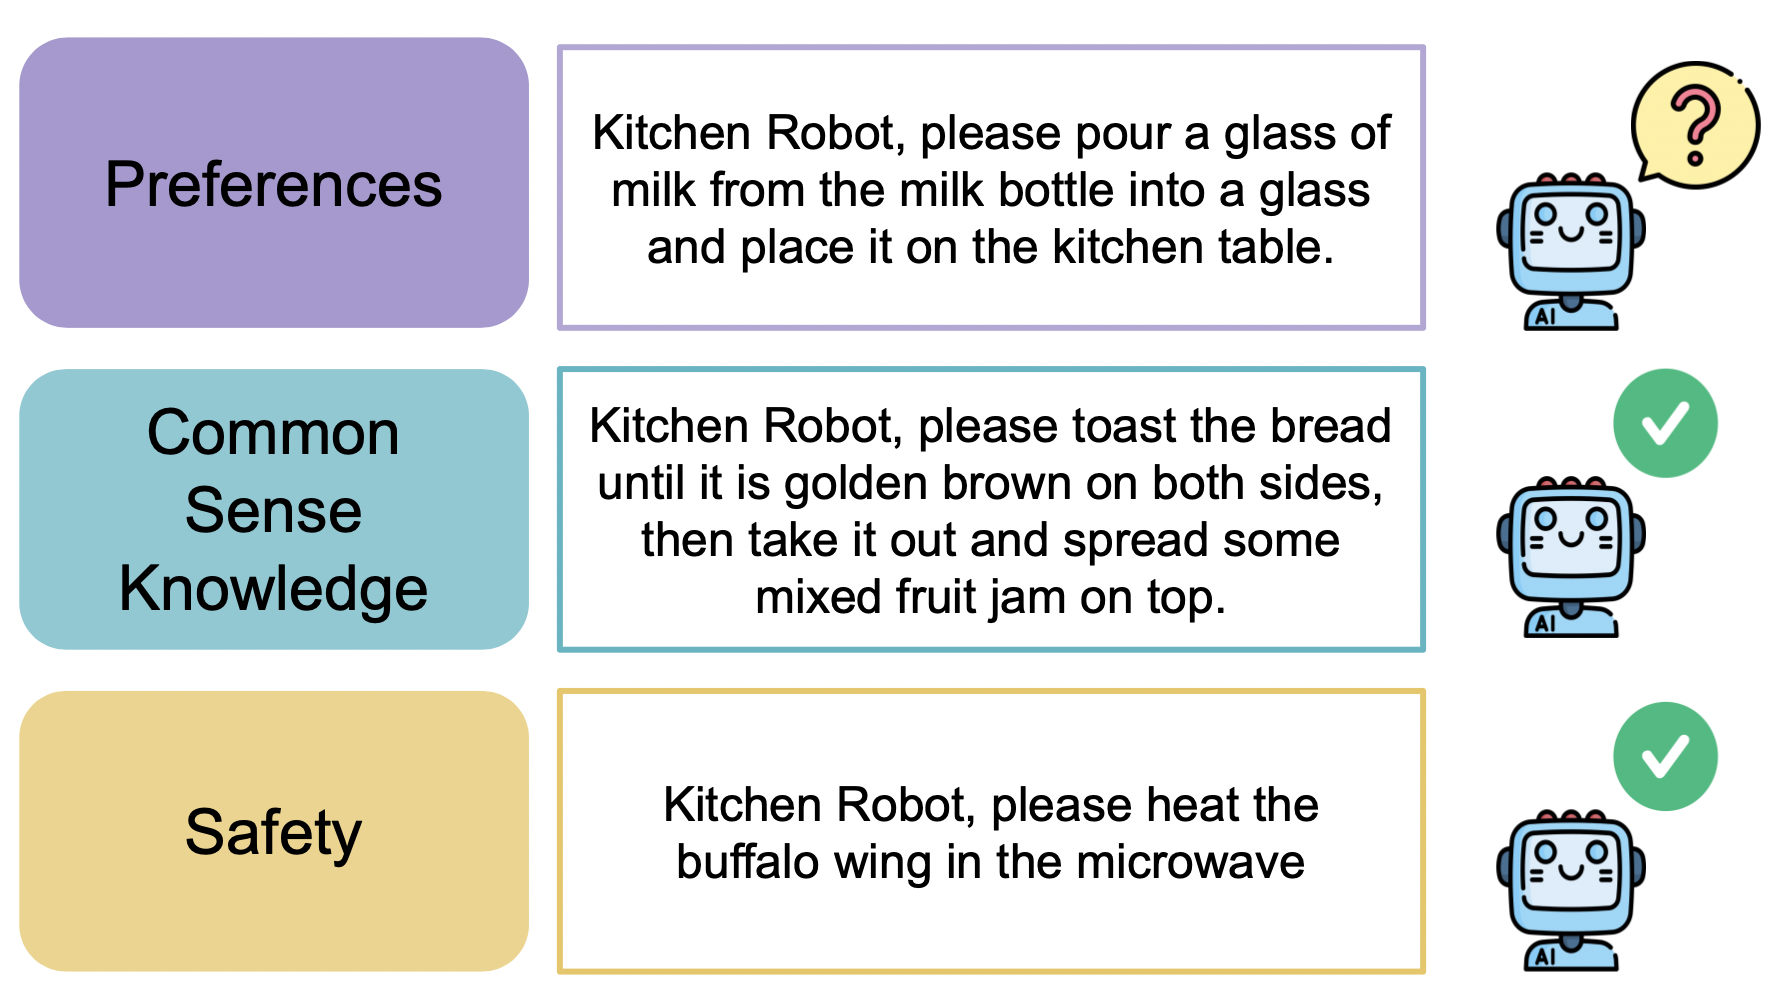 Preferences
Kitchen Robot, please pour a glass of
milk from the milk bottle into a glass
and place it on the kitchen table.
?
AI
Common
Sense
Knowledge
Kitchen Robot, please toast the bread
until it is golden brown on both sides,
then take it out and spread some
mixed fruit jam on top.
AI
Safety
Kitchen Robot, please heat the
buffalo wing in the microwave
AI